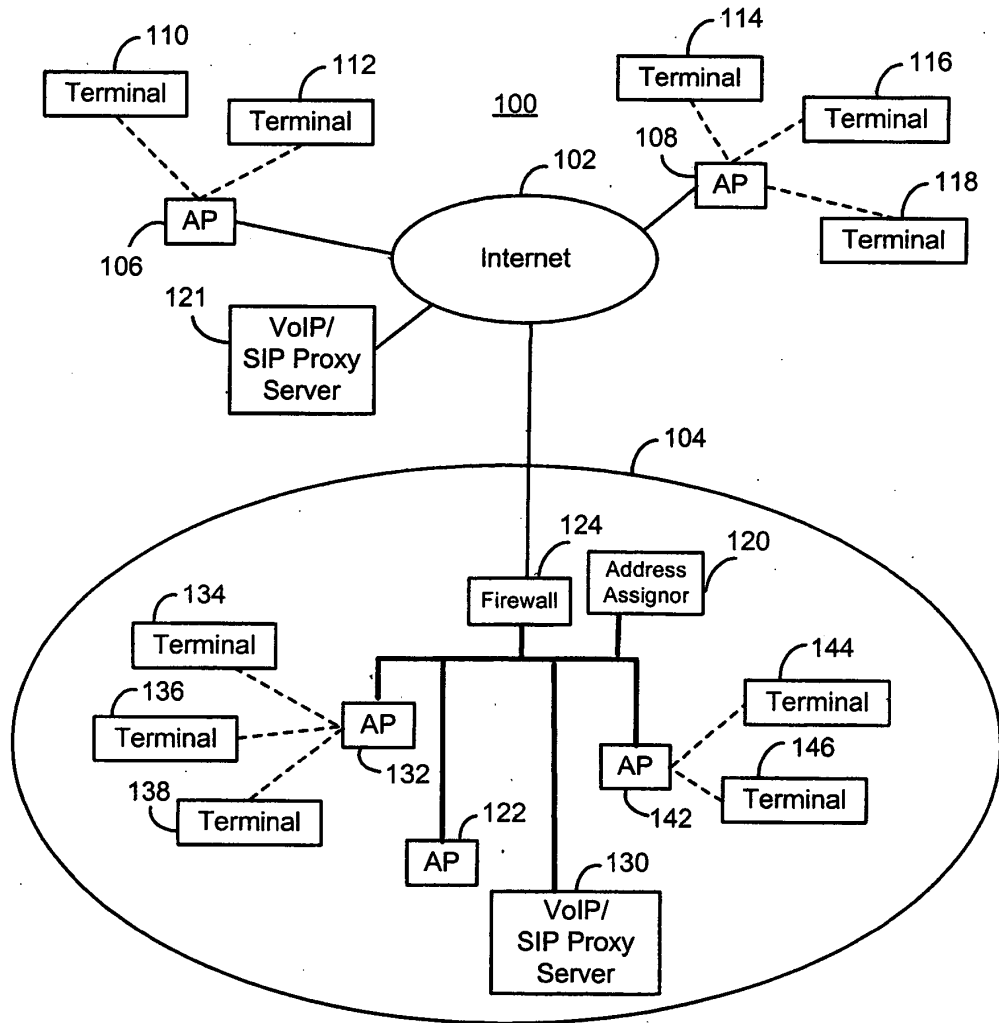 110
Terminal
112
Terminal
100
114
Terminal
116
Terminal
108
AP
118
Terminal
102
Internet
AP
106
121
VoIP/
SIP Proxy
Server
104
124
Firewall
120
Address
Assignor
134
Terminal
136
Terminal
138
Terminal
AP
132
122
AP
130
VoIP/
SIP Proxy
Server
AP
142
144
Terminal
146
Terminal